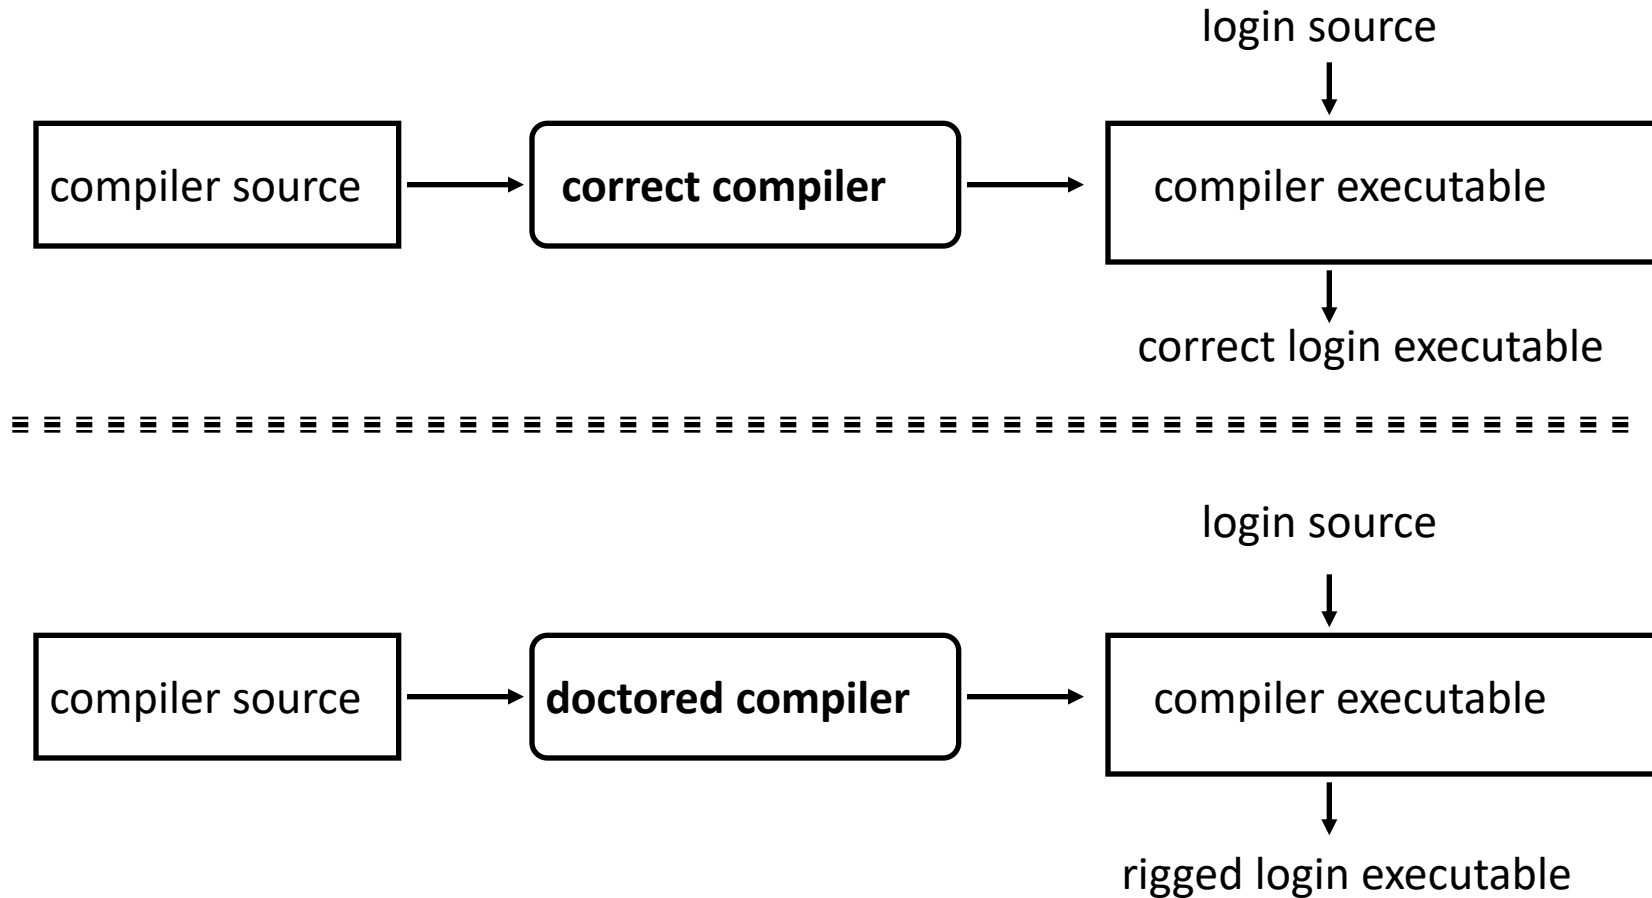 login source
compiler source
correct compiler
compiler executable
correct login executable
login source
compiler source
doctored compiler
compiler executable
rigged login executable